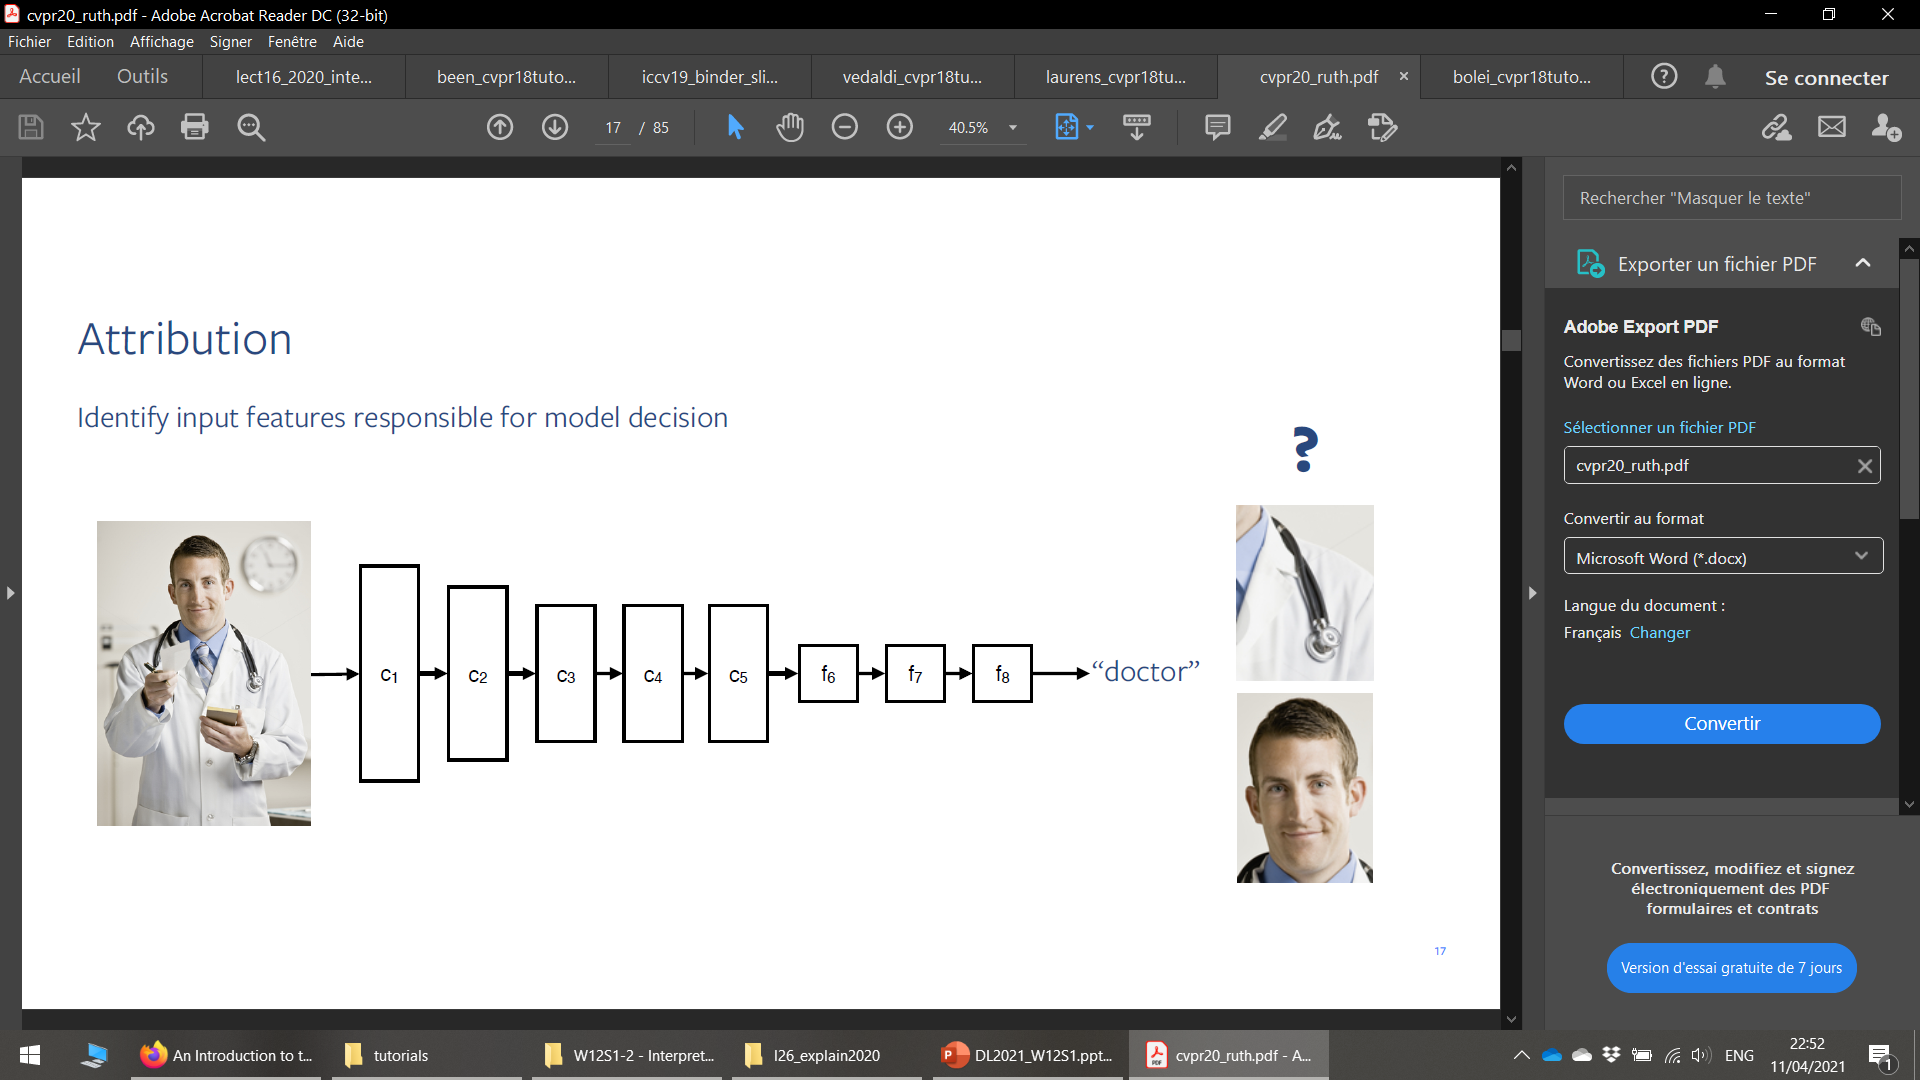 cvpr20_ruth.pdf - Adobe Acrobat Reader DC (32-bit)
Fichier Edition Affichage Signer Fenêtre Aide
Accueil Outils lect16_2020_inte... been_cvpr18tuto... iccv19_binder_sli... vedaldi_cvpr18tu... laurens_cvpr18tu... cvpr20_ruth.pdf × bolei_cvpr18tuto... ? Se connecter
17 / 85 40.5%
Rechercher "Masquer le texte"
Exporter un fichier PDF
Adobe Export PDF
Convertissez des fichiers PDF au format
Word ou Excel en ligne.
Sélectionner un fichier PDF
cvpr20_ruth.pdf
Convertir au format
Microsoft Word (*.docx)
Langue du document :
Français Changer
Convertir
Convertissez, modifiez et signez
électroniquement des PDF
formulaires et contrats
Version d'essai gratuite de 7 jours
Attribution
Identify input features responsible for model decision
?
c1 c2 c3 c4 c5 f6 f7 f8 “doctor”
17
An Introduction to t... tutorials W12S1-2 - Interpret... I26_explain2020 DL2021_W12S1.ppt... cvpr20_ruth.pdf - A... ENG
22:52
11/04/2021
1